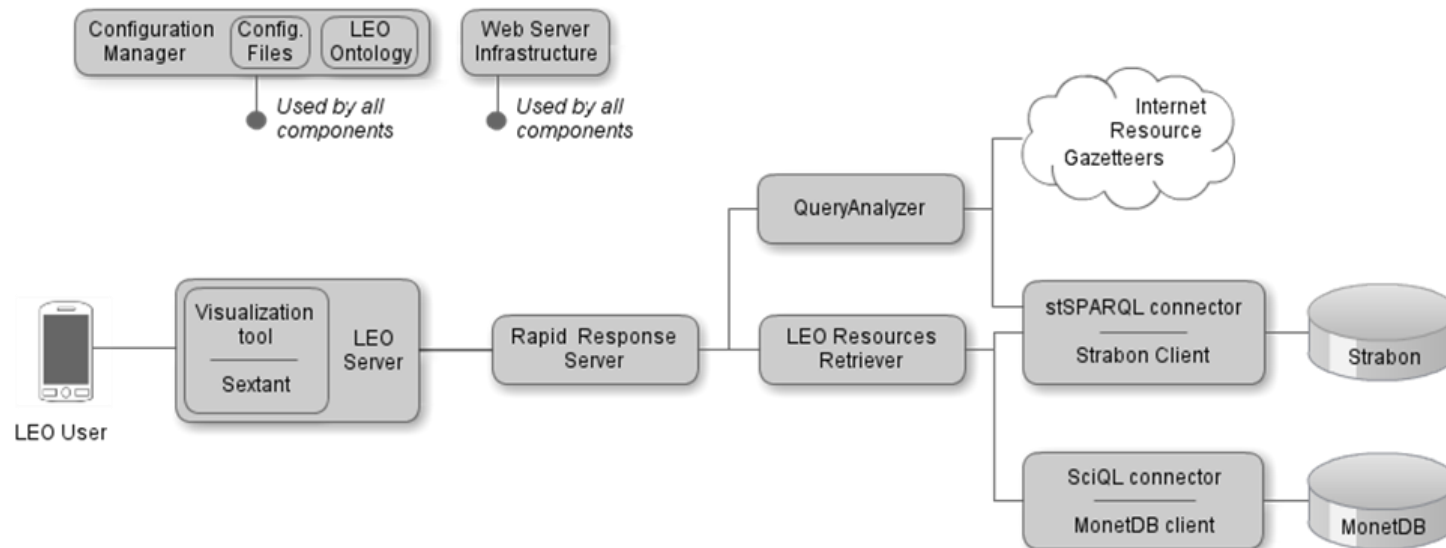 Configuration
Manager
Config.
Files
LEO
Ontology
Web Server
Infrastructure
Used by all
components
Used by all
components
Internet
Resource
Gazetteers
QueryAnalyzer
Visualization
tool
Sextant
LEO
Server
Rapid Response
Server
LEO Resources
Retriever
stSPARQL connector
Strabon Client
Strabon
LEO User
SciQL connector
MonetDB client
MonetDB